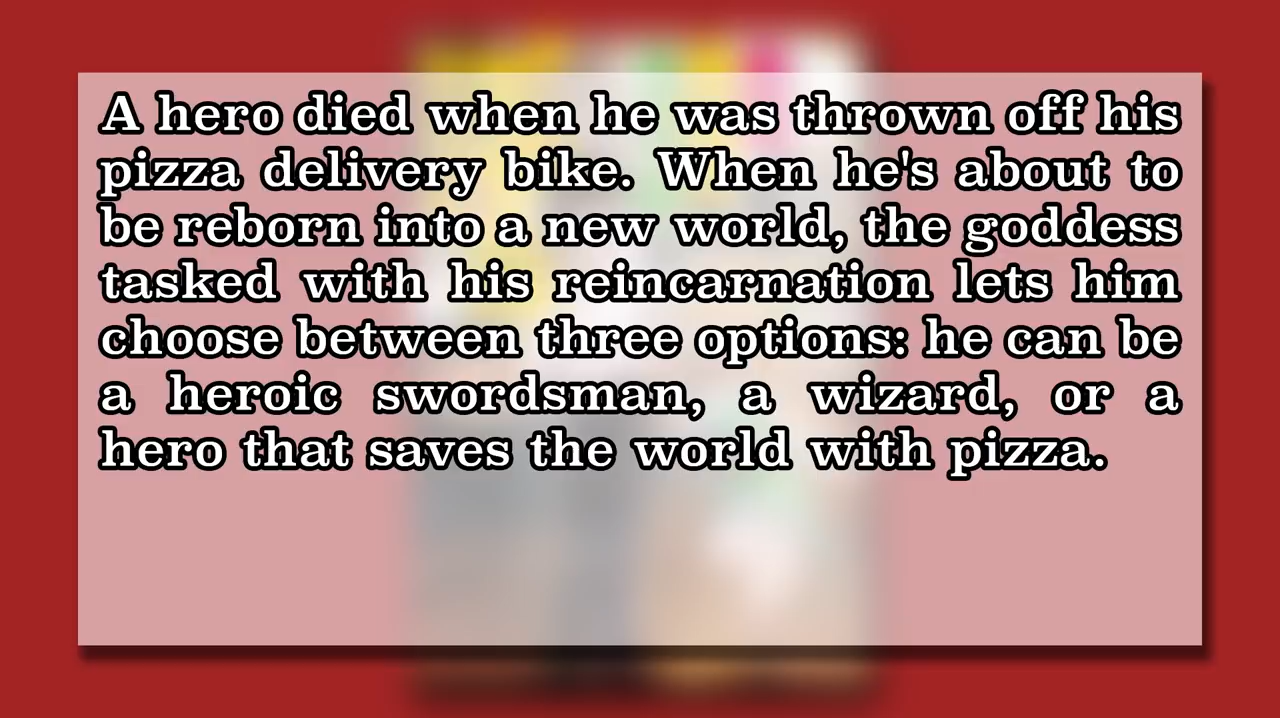 A hero died when he was thrown off his
pizza delivery bike. When he's about to
be reborn into a new world, the goddess
tasked with his reincarnation lets him
choose between three options: he can be
a heroic swordsman, a wizard, or a
hero that saves the world with pizza.